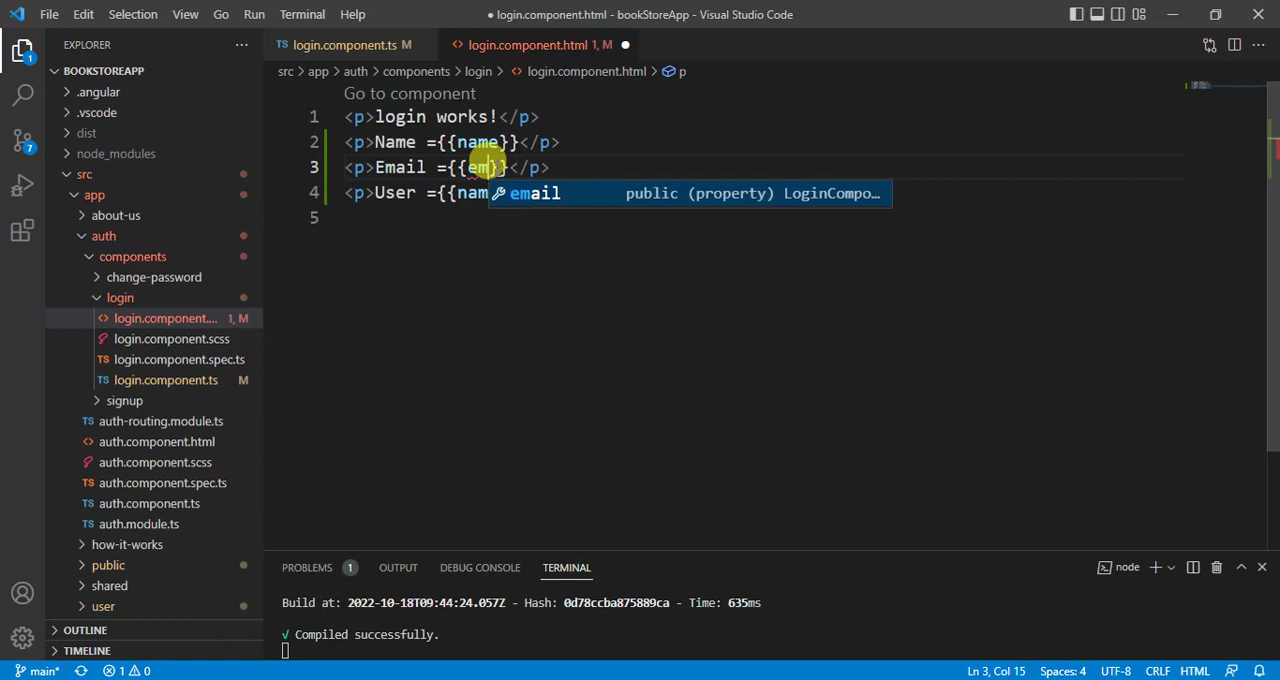 File Edit Selection View Go Run Terminal Help ● login.component.html - bookStoreApp - Visual Studio Code
EXPLORER
login.component.ts M
login.component.html 1, M
BOOKSTOREAPP
src > app > auth > components > login > login.component.html > p
.angular
.vscode
dist
node_modules
src
app
about-us
auth
components
change-password
login
login.component.... 1, M
login.component.scss
login.component.spec.ts
login.component.ts M
signup
auth-routing.module.ts
auth.component.html
auth.component.scss
auth.component.spec.ts
auth.component.ts
auth.module.ts
how-it-works
public
shared
user
OUTLINE
TIMELINE
Go to component
1 <p>login works!</p>
2 <p>Name ={{name}}</p>
3 <p>Email ={{em}}</p>
4 <p>User ={{nam
5
email public (property) LoginCompo...
PROBLEMS 1 OUTPUT DEBUG CONSOLE TERMINAL
node
Build at: 2022-10-18T09:44:24.057Z - Hash: 0d78ccba875889ca - Time: 635ms
√ Compiled successfully.
1
7
main* 1 0 Ln 3, Col 15 Spaces: 4 UTF-8 CRLF HTML